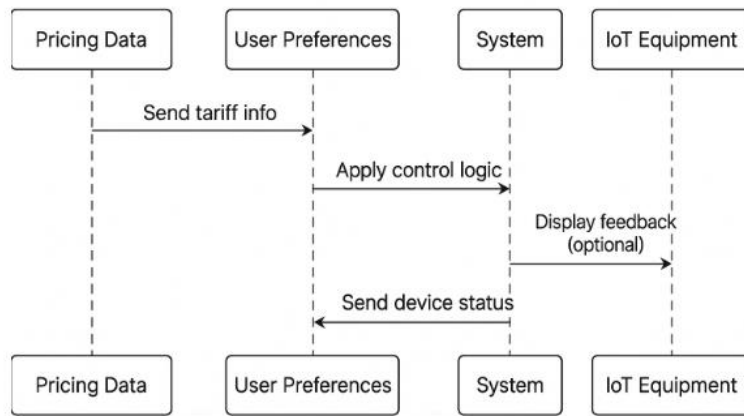 Pricing Data
User Preferences
System
IoT Equipment
Send tariff info
Apply control logic
Display feedback
(optional)
Send device status
Pricing Data
User Preferences
System
IoT Equipment